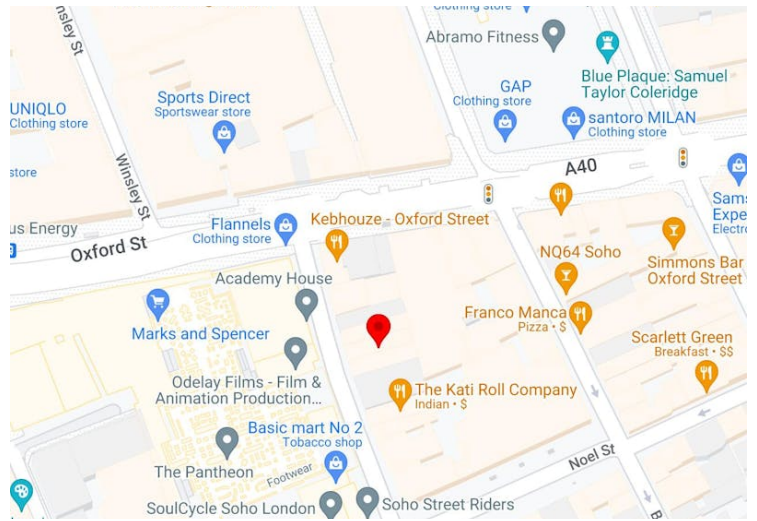 Clothing store
nsley St
Abramo Fitness
Blue Plaque: Samuel
Taylor Coleridge
GAP
Clothing store
Sports Direct
Sportswear store
UNIQLO
Clothing store
santoro MILAN
Clothing store
store
Winsley St
A40
Sams
Expe
Electro
us Energy
Oxford St
Flannels
Clothing store
Kebhouze - Oxford Street
NQ64 Soho
Simmons Bar
Oxford Street
Academy House
Marks and Spencer
Franco Manca
Pizza • $
Scarlett Green
Breakfast • $$
Odelay Films - Film &
Animation Production...
The Kati Roll Company
Indian • $
Basic mart No 2
Tobacco shop
The Pantheon
Footwear
Noel St
SoulCycle Soho London
Soho Street Riders
B